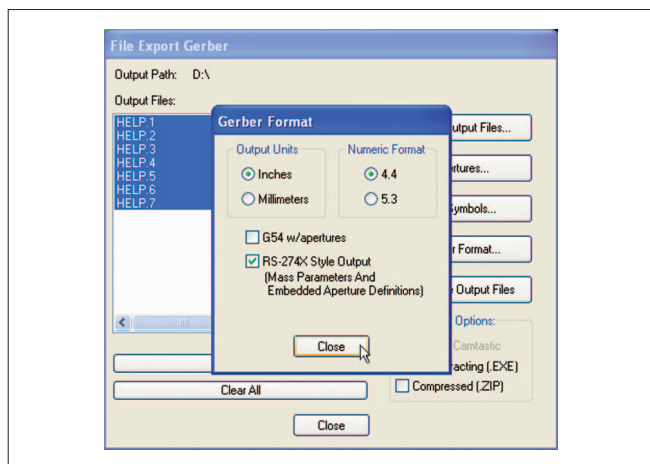 File Export Gerber
Output Path: D:\
Output Files:
HELP.1
HELP.2
HELP.3
HELP.4
HELP.5
HELP.6
HELP.7
Gerber Format
Output Units
Inches
Millimeters
Numeric Format
4.4
5.3
G54 w/apertures
RS-274X Style Output
(Mass Parameters And
Embedded Aperture Definitions)
Close
utput Files...
rtures...
Symbols...
r Format...
Output Files
Options:
Camtastic
racting (.EXE)
Compressed (.ZIP)
Clear All
Close